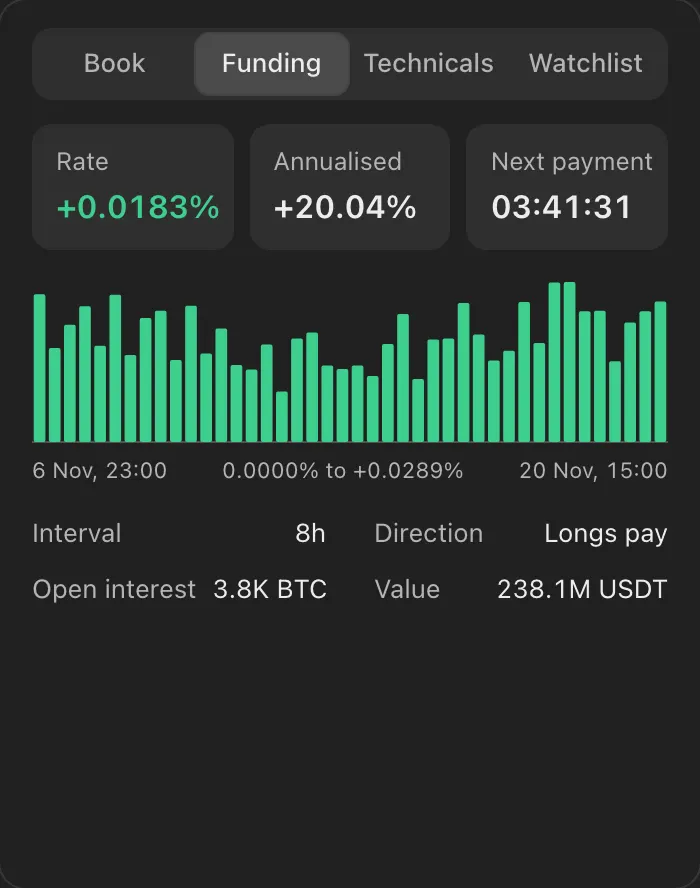 Book Funding Technicals Watchlist
Rate Annualised Next payment
+0.0183% +20.04% 03:41:31
6 Nov, 23:00 0.0000% to +0.0289% 20 Nov, 15:00
Interval 8h Direction Longs pay
Open interest 3.8K BTC Value 238.1M USDT